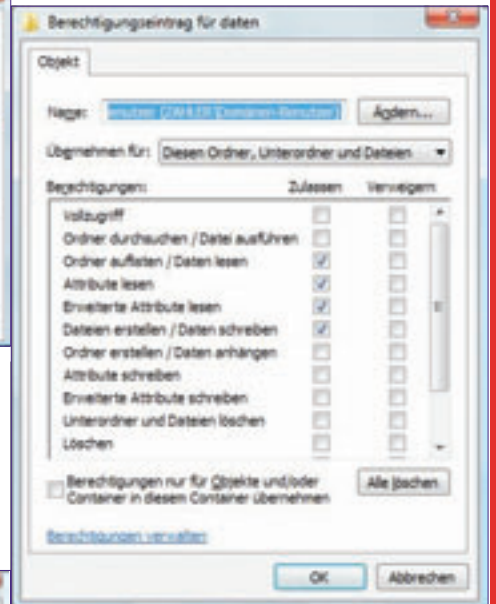 Berechtigungseintrag für daten
Objekt
Name: (ZAHLER\Domänen-Benutzer) Ändern...
Übernehmen für: Diesen Ordner, Unterordner und Dateien
Berechtigungen: Zulassen Verweigern
Vollzugriff
Ordner durchsuchen / Datei ausführen
Ordner auflisten / Daten lesen
Attribute lesen
Erweiterte Attribute lesen
Dateien erstellen / Daten schreiben
Ordner erstellen / Daten anhängen
Attribute schreiben
Erweiterte Attribute schreiben
Unterordner und Dateien löschen
Löschen
Berechtigungen nur für Objekte und/oder Alle löschen
Container in diesem Container übernehmen
Berechtigungen verwalten
OK Abbrechen